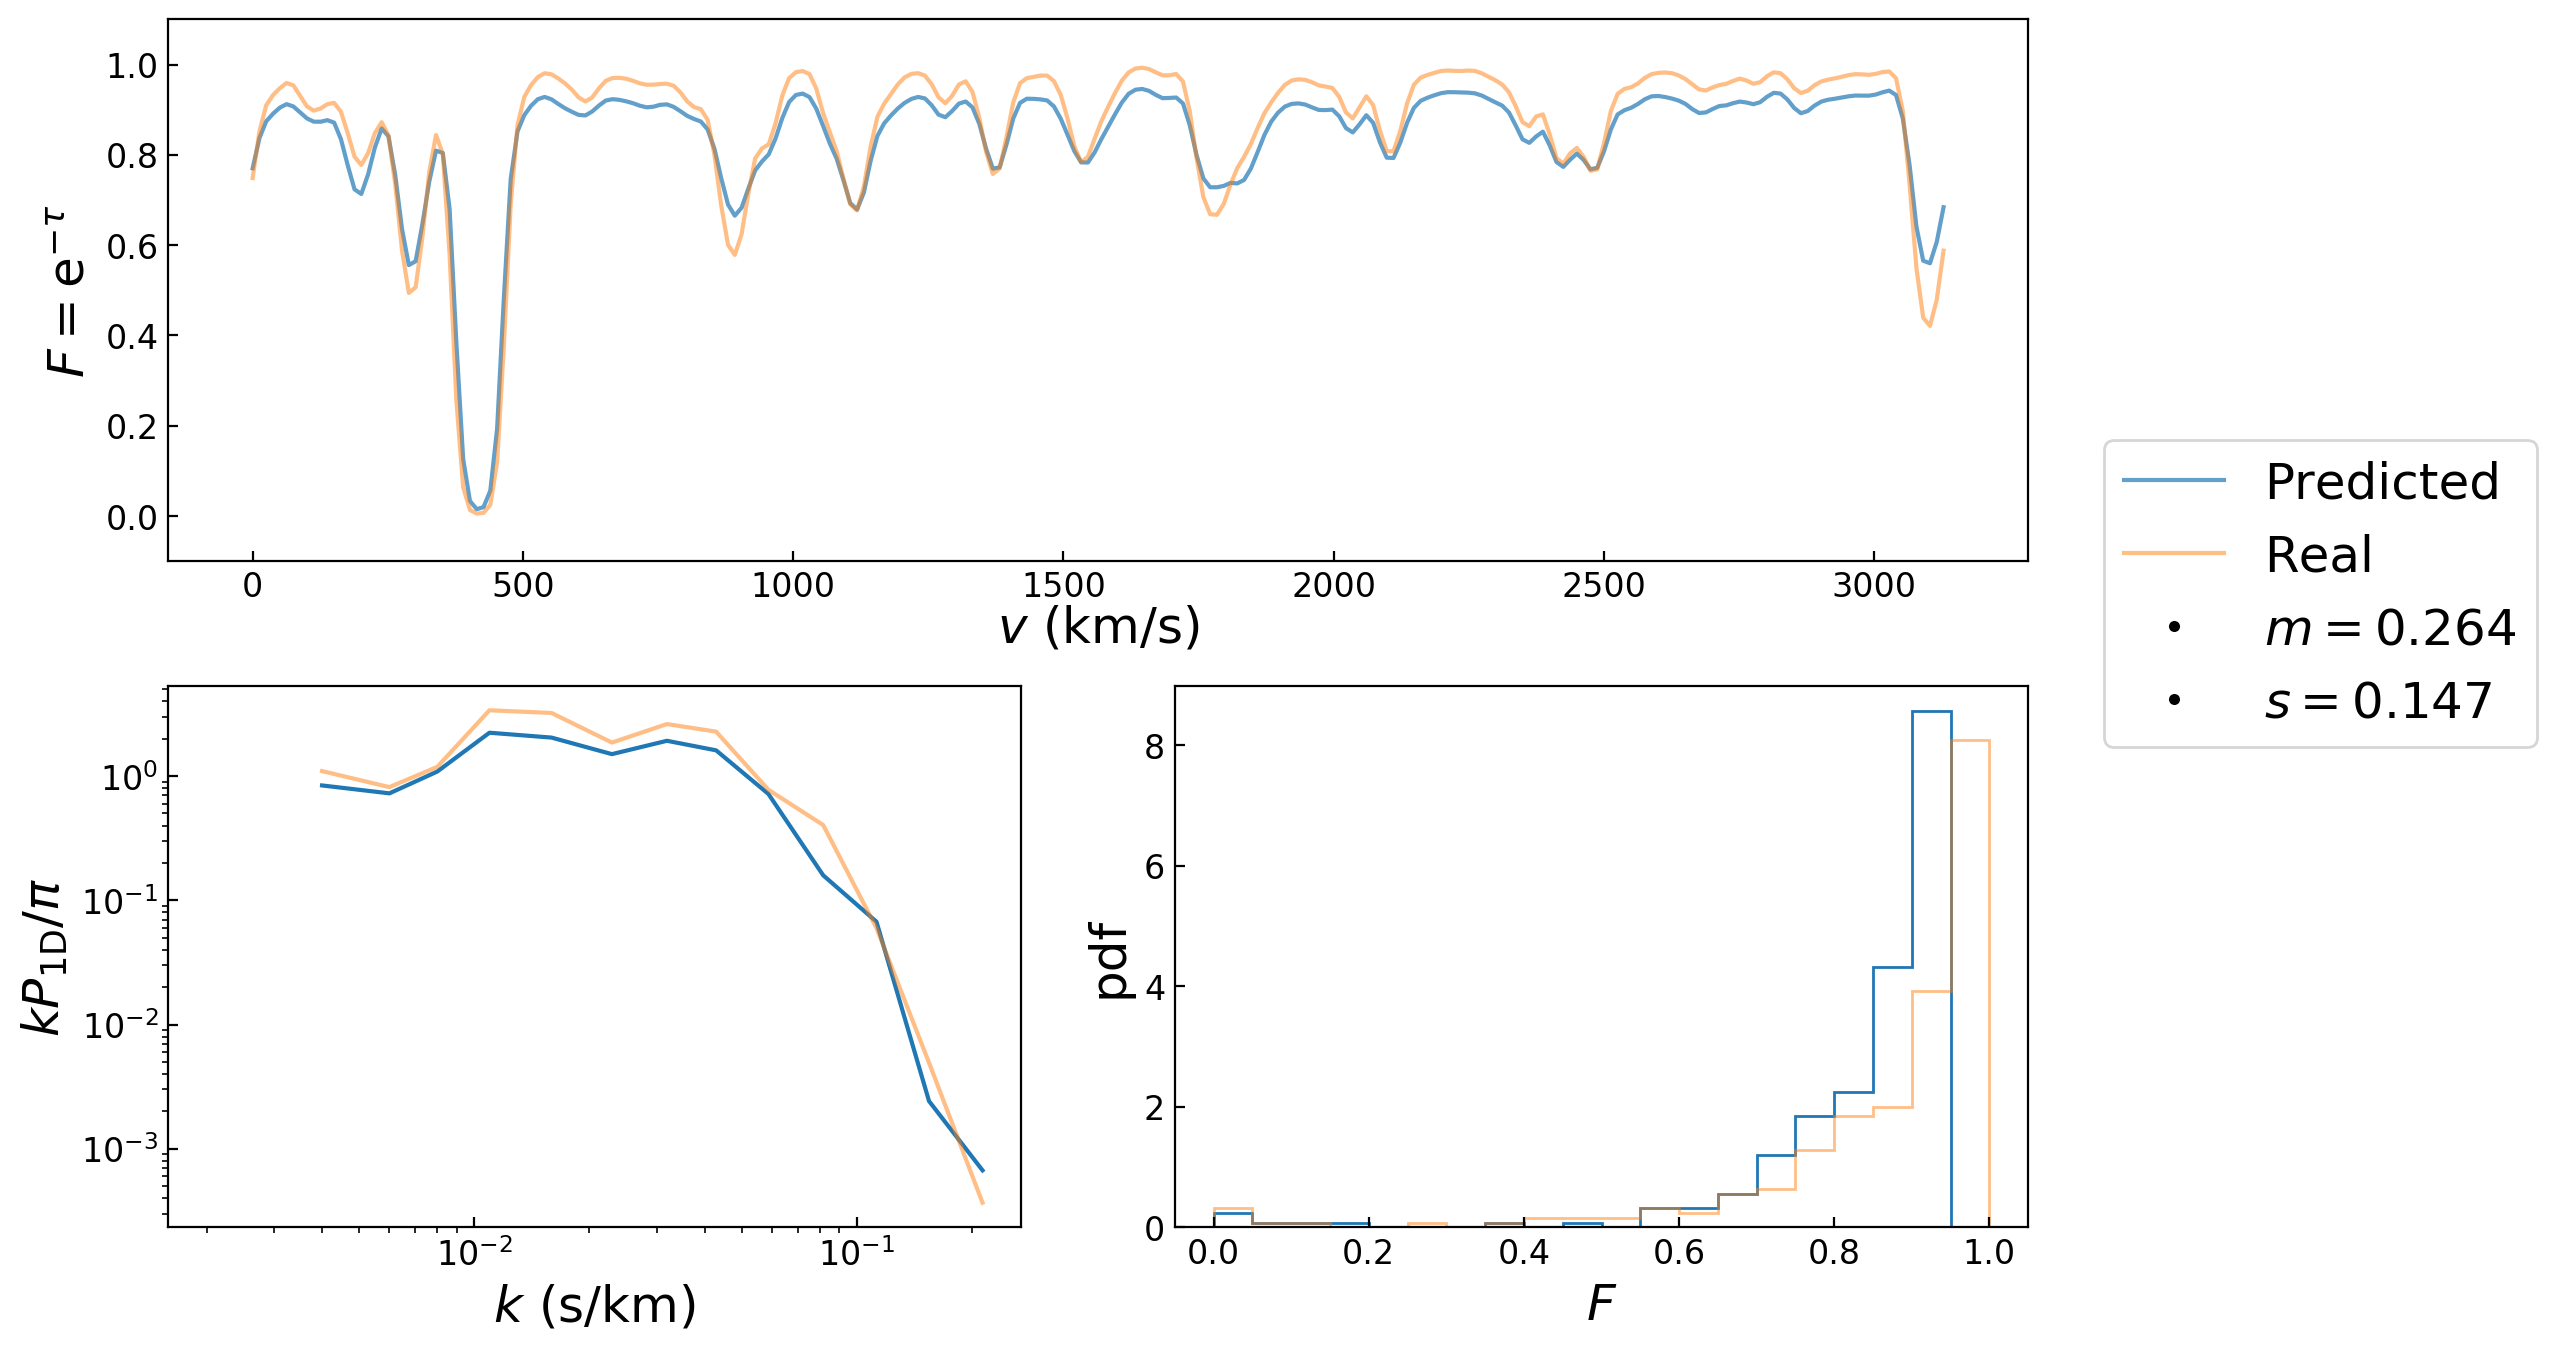 F = e^{−τ}
1.0
0.8
0.6
0.4
0.2
0.0
0 500 1000 1500 2000 2500 3000
v (km/s)
Predicted
Real
m = 0.264
s = 0.147
kP_{1D}/π
10^0
10^{−1}
10^{−2}
10^{−3}
10^{−2} 10^{−1}
k (s/km)
pdf
8
6
4
2
0
0.0 0.2 0.4 0.6 0.8 1.0
F